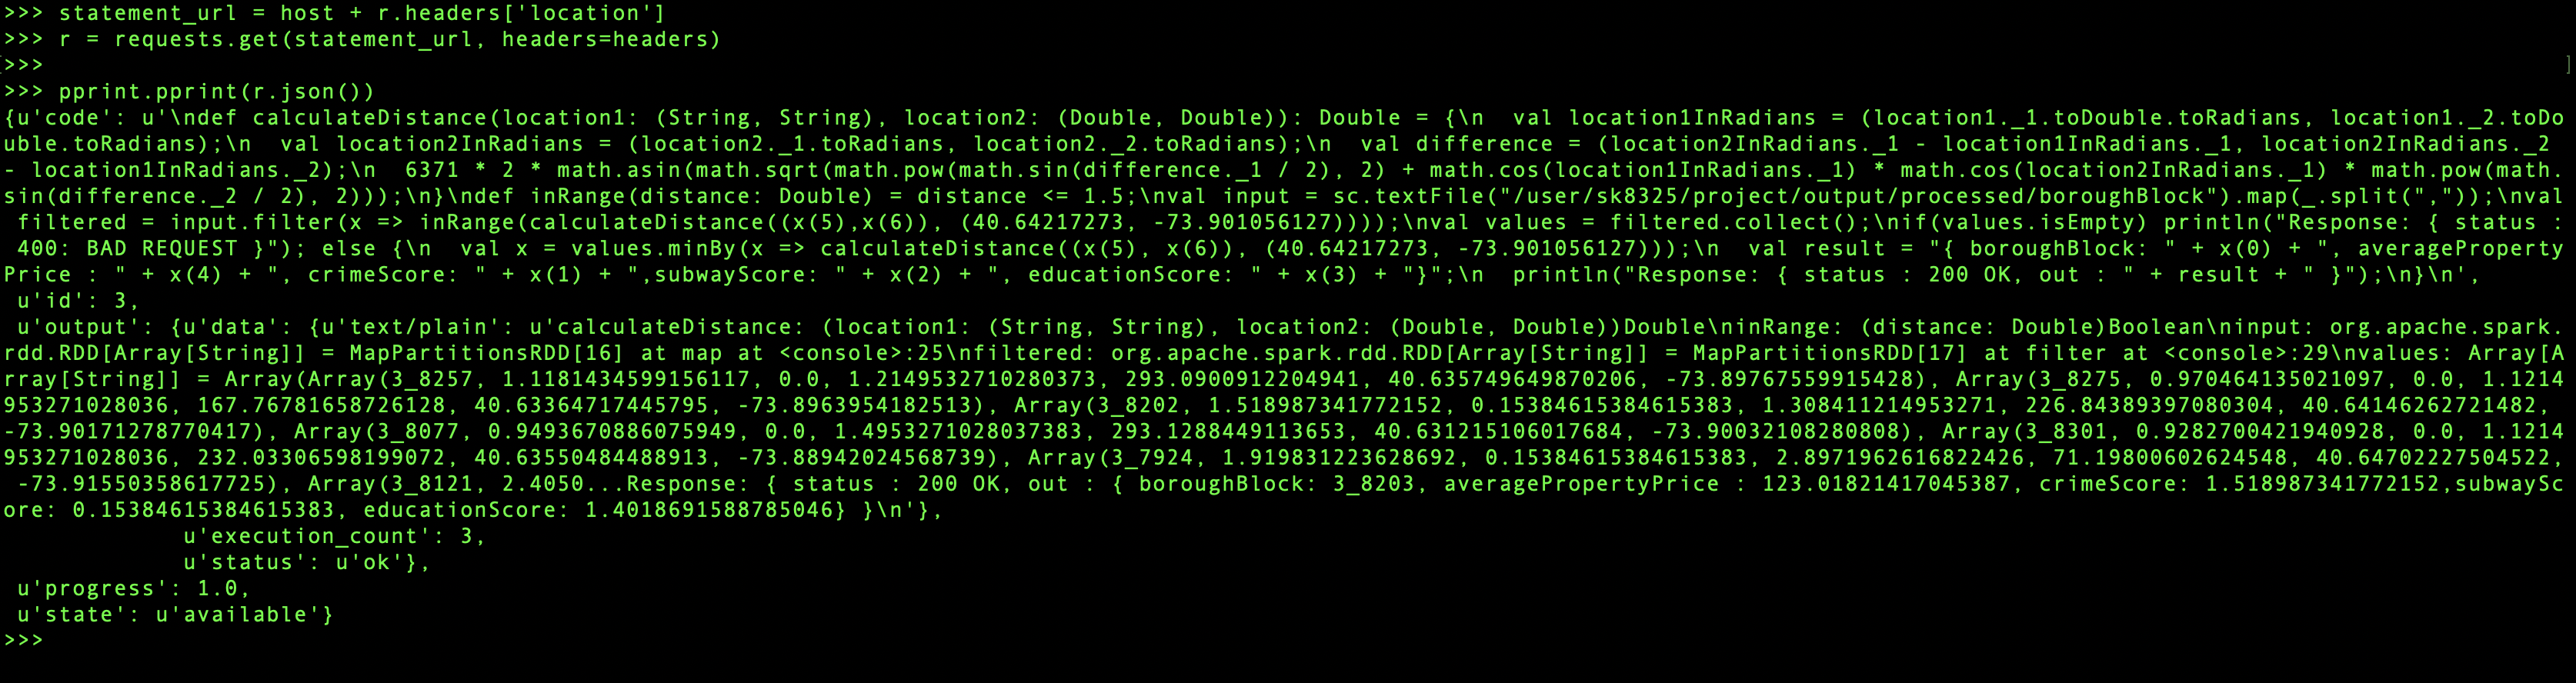 >>> statement_url = host + r.headers['location']
>>> r = requests.get(statement_url, headers=headers)
>>>
>>> pprint.pprint(r.json())
{u'code': u'\ndef calculateDistance(location1: (String, String), location2: (Double, Double)): Double = {\n  val location1InRadians = (location1._1.toDouble.toRadians, location1._2.toDo
uble.toRadians);\n  val location2InRadians = (location2._1.toRadians, location2._2.toRadians);\n  val difference = (location2InRadians._1 - location1InRadians._1, location2InRadians._2
- location1InRadians._2);\n  6371 * 2 * math.asin(math.sqrt(math.pow(math.sin(difference._1 / 2), 2) + math.cos(location1InRadians._1) * math.cos(location2InRadians._1) * math.pow(math.
sin(difference._2 / 2), 2)));\n}\ndef inRange(distance: Double) = distance <= 1.5;\nval input = sc.textFile("/user/sk8325/project/output/processed/boroughBlock").map(_.split(","));\nval
 filtered = input.filter(x => inRange(calculateDistance((x(5),x(6)), (40.64217273, -73.901056127))));\nval values = filtered.collect();\nif(values.isEmpty) println("Response: { status :
 400: BAD REQUEST }"); else {\n  val x = values.minBy(x => calculateDistance((x(5), x(6)), (40.64217273, -73.901056127)));\n  val result = "{ boroughBlock: " + x(0) + ", averageProperty
Price : " + x(4) + ", crimeScore: " + x(1) + ",subwayScore: " + x(2) + ", educationScore: " + x(3) + "}";\n  println("Response: { status : 200 OK, out : " + result + " }");\n}\n',
 u'id': 3,
 u'output': {u'data': {u'text/plain': u'calculateDistance: (location1: (String, String), location2: (Double, Double))Double\ninRange: (distance: Double)Boolean\ninput: org.apache.spark.
rdd.RDD[Array[String]] = MapPartitionsRDD[16] at map at <console>:25\nfiltered: org.apache.spark.rdd.RDD[Array[String]] = MapPartitionsRDD[17] at filter at <console>:29\nvalues: Array[A
rray[String]] = Array(Array(3_8257, 1.1181434599156117, 0.0, 1.2149532710280373, 293.0900912204941, 40.635749649870206, -73.89767559915428), Array(3_8275, 0.970464135021097, 0.0, 1.1214
953271028036, 167.76781658726128, 40.63364717445795, -73.8963954182513), Array(3_8202, 1.518987341772152, 0.15384615384615383, 1.308411214953271, 226.84389397080304, 40.64146262721482,
-73.90171278770417), Array(3_8077, 0.9493670886075949, 0.0, 1.4953271028037383, 293.1288449113653, 40.631215106017684, -73.90032108280808), Array(3_8301, 0.9282700421940928, 0.0, 1.1214
953271028036, 232.03306598199072, 40.63550484488913, -73.88942024568739), Array(3_7924, 1.919831223628692, 0.15384615384615383, 2.8971962616822426, 71.19800602624548, 40.64702227504522,
 -73.91550358617725), Array(3_8121, 2.4050...Response: { status : 200 OK, out : { boroughBlock: 3_8203, averagePropertyPrice : 123.01821417045387, crimeScore: 1.518987341772152,subwaySc
ore: 0.15384615384615383, educationScore: 1.4018691588785046} }\n'},
            u'execution_count': 3,
            u'status': u'ok'},
 u'progress': 1.0,
 u'state': u'available'}
>>>